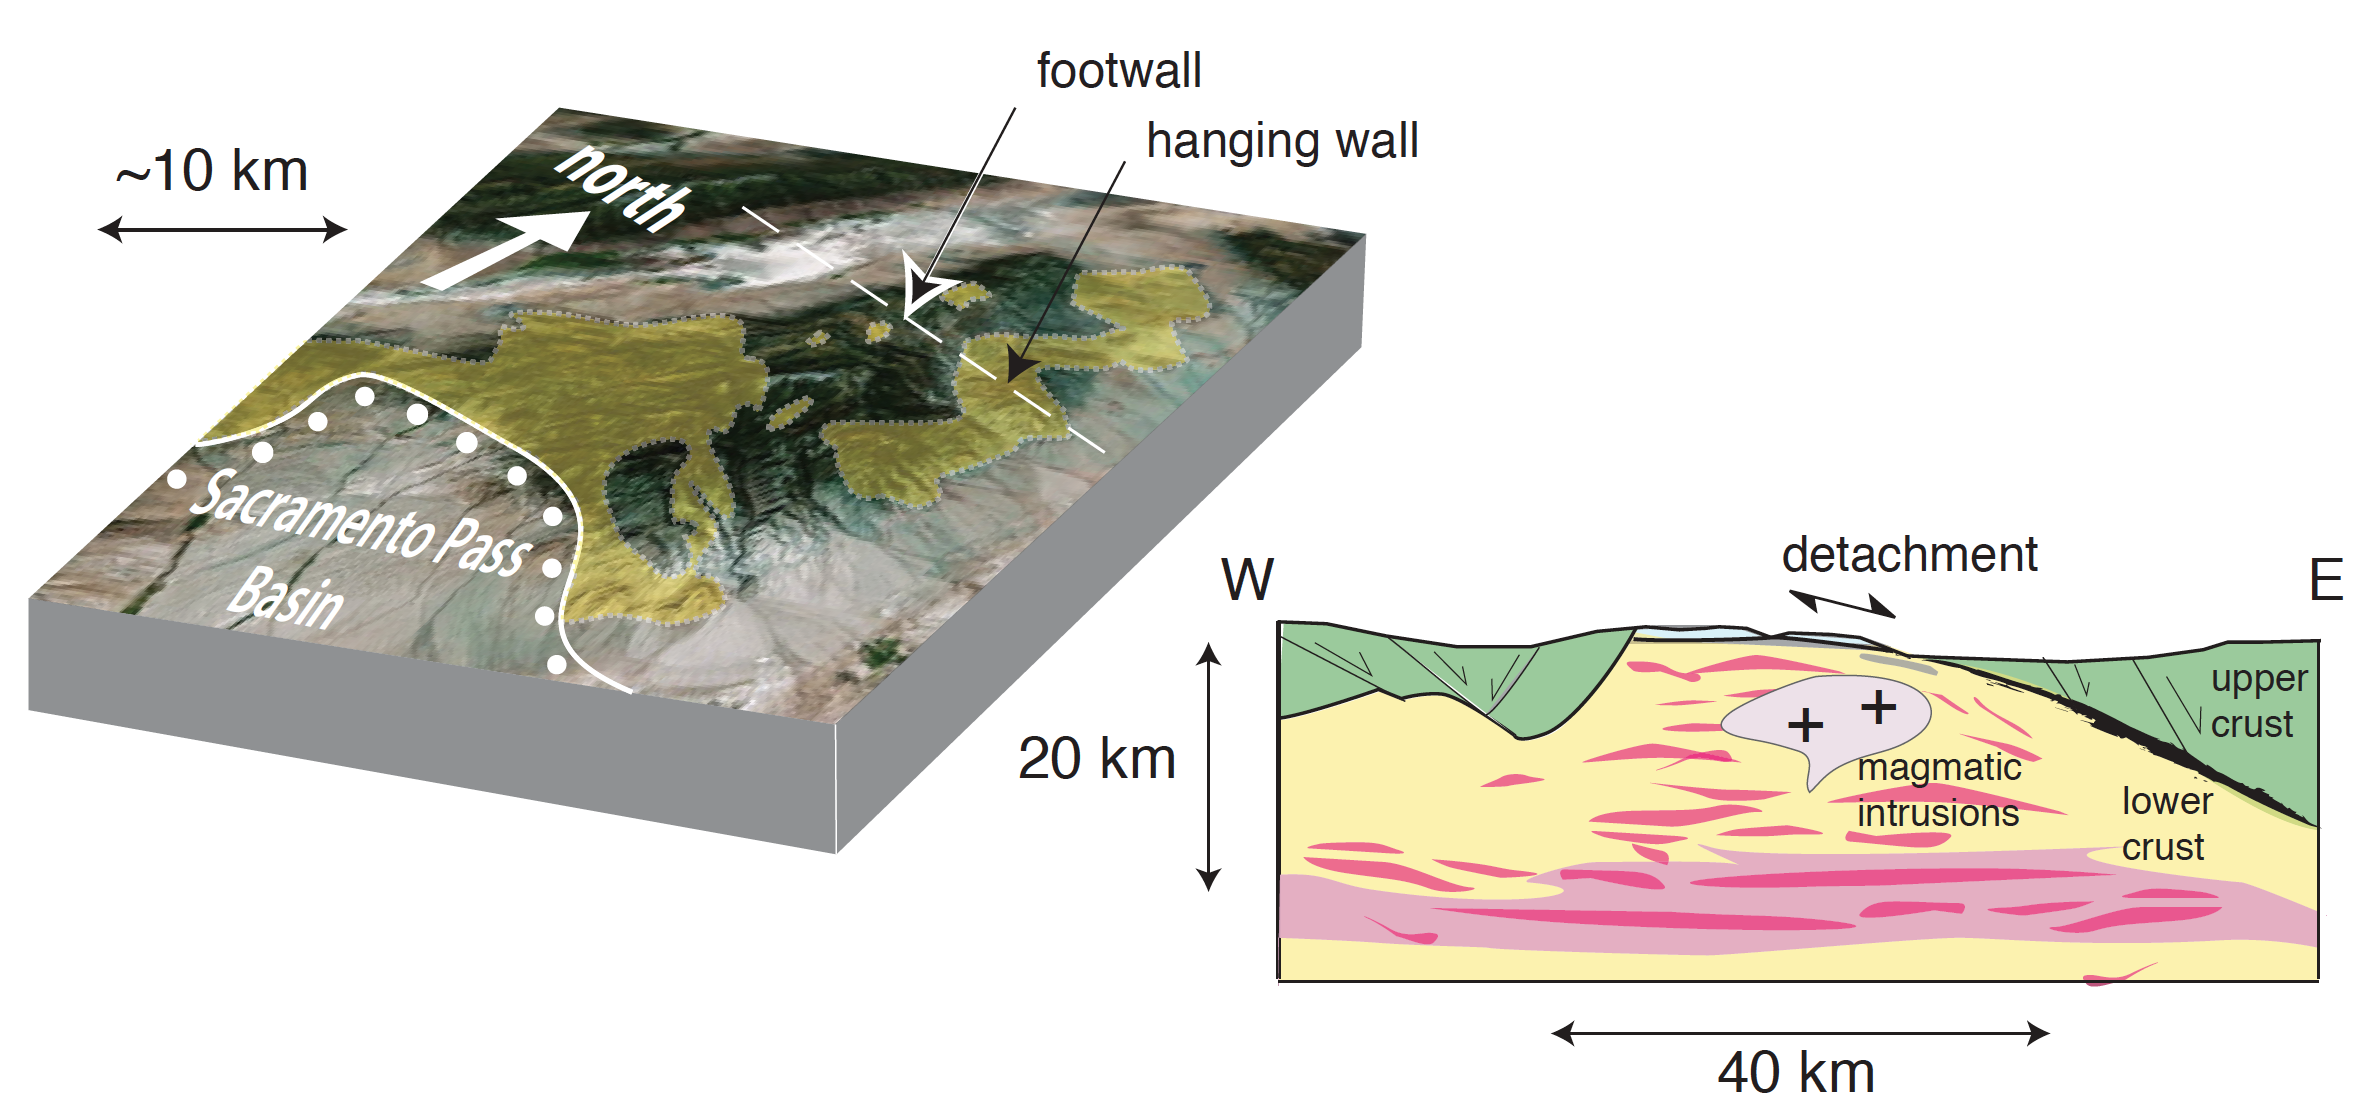 footwall
hanging wall
~10 km
north
Sacramento Pass
Basin
detachment
W
E
upper
crust
20 km
magmatic
intrusions
lower
crust
40 km